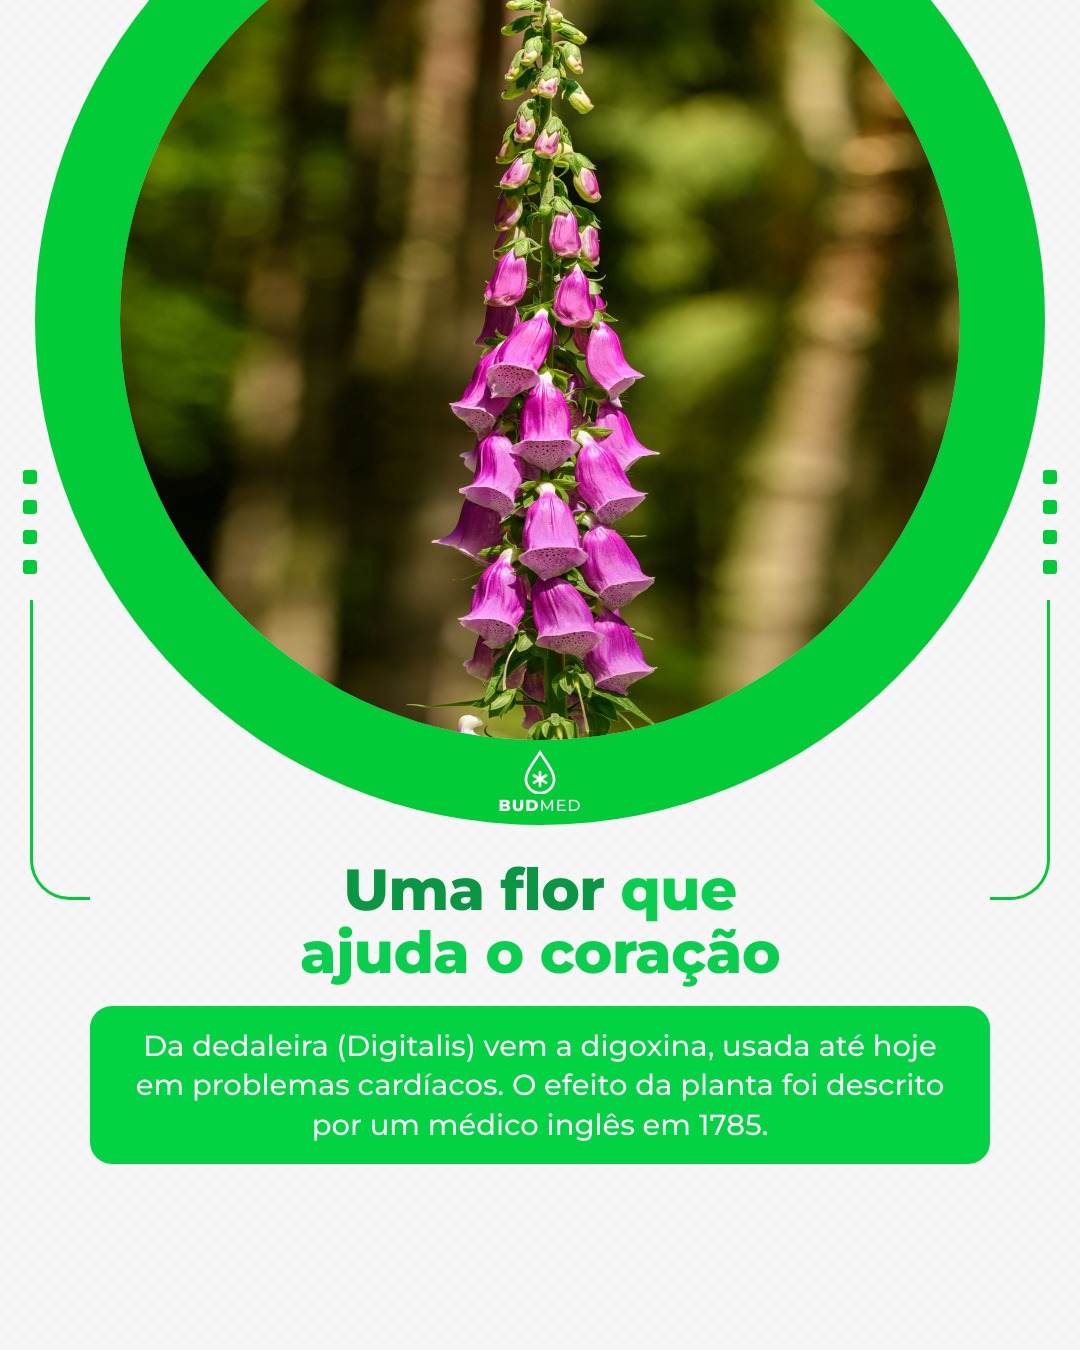 BUDMED
Uma flor que
ajuda o coração
Da dedaleira (Digitalis) vem a digoxina, usada até hoje
em problemas cardíacos. O efeito da planta foi descrito
por um médico inglês em 1785.